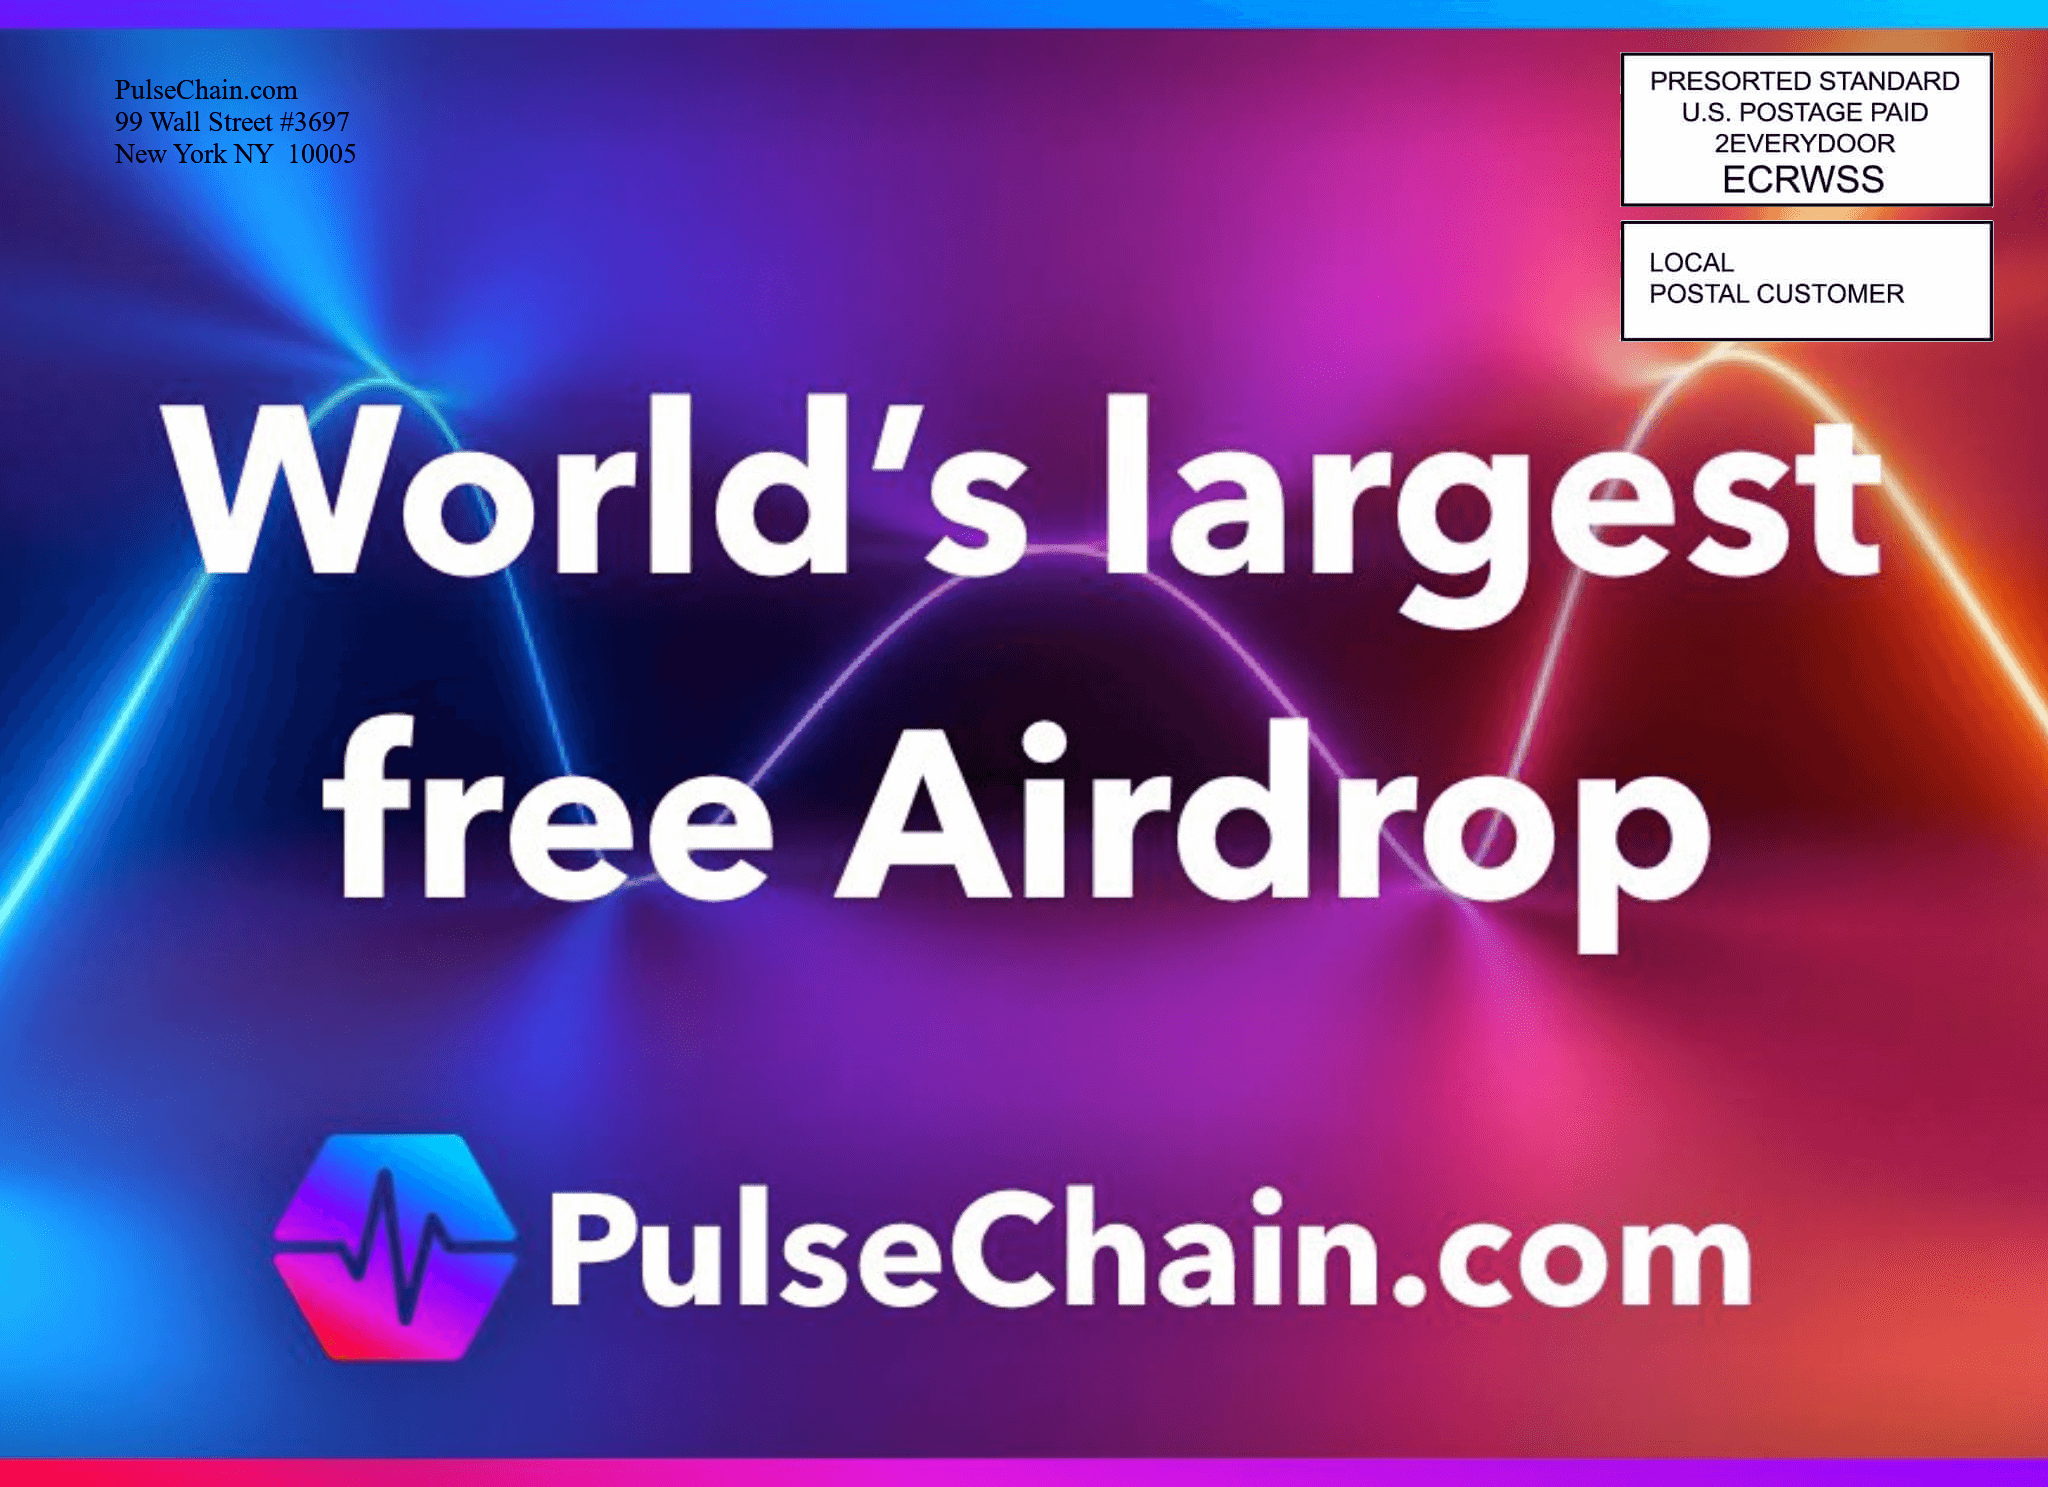 PulseChain.com
99 Wall Street #3697
New York NY  10005
PRESORTED STANDARD
U.S. POSTAGE PAID
2EVERYDOOR
ECRWSS
LOCAL
POSTAL CUSTOMER
World’s largest
free Airdrop
PulseChain.com